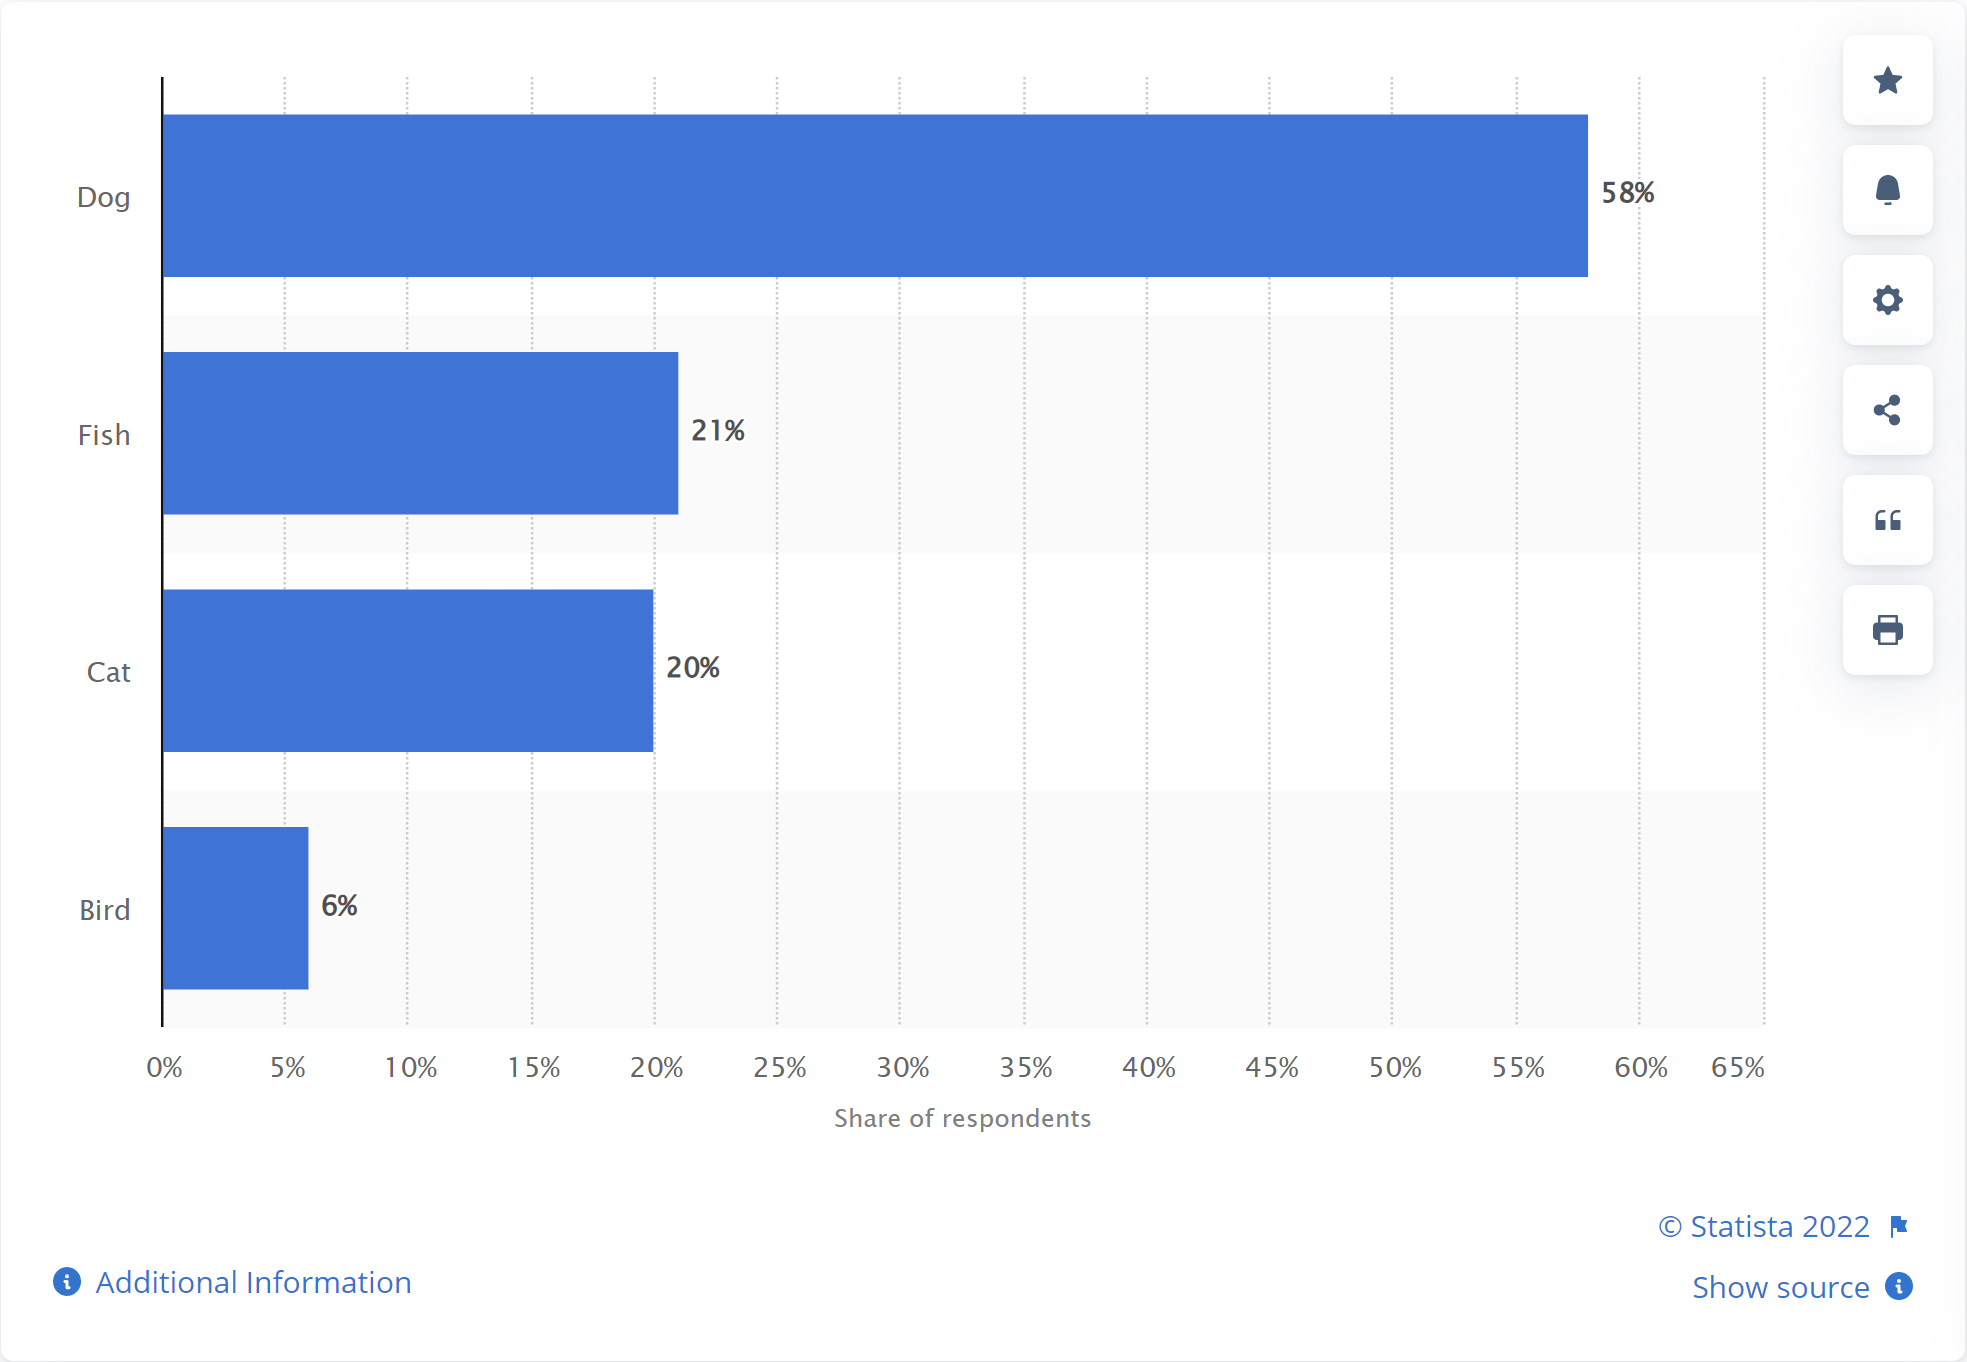 Dog
58%
Fish
21%
Cat
20%
Bird
6%
0% 5% 10% 15% 20% 25% 30% 35% 40% 45% 50% 55% 60% 65%
Share of respondents
© Statista 2022
Additional Information
Show source